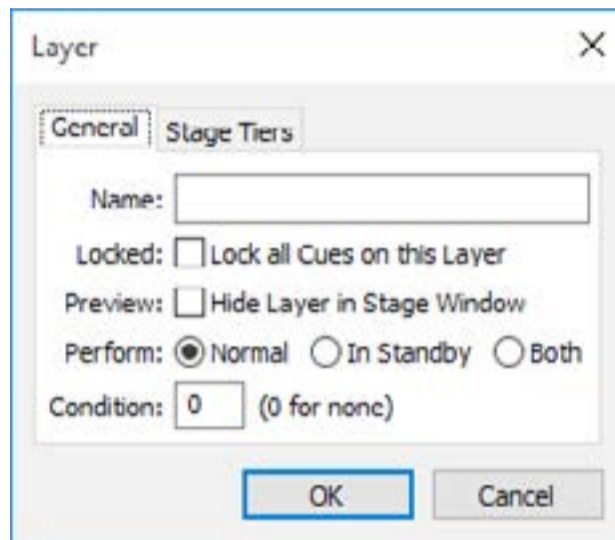 Layer
General Stage Tiers
Name:
Locked: Lock all Cues on this Layer
Preview: Hide Layer in Stage Window
Perform: Normal In Standby Both
Condition: 0 (0 for none)
OK Cancel